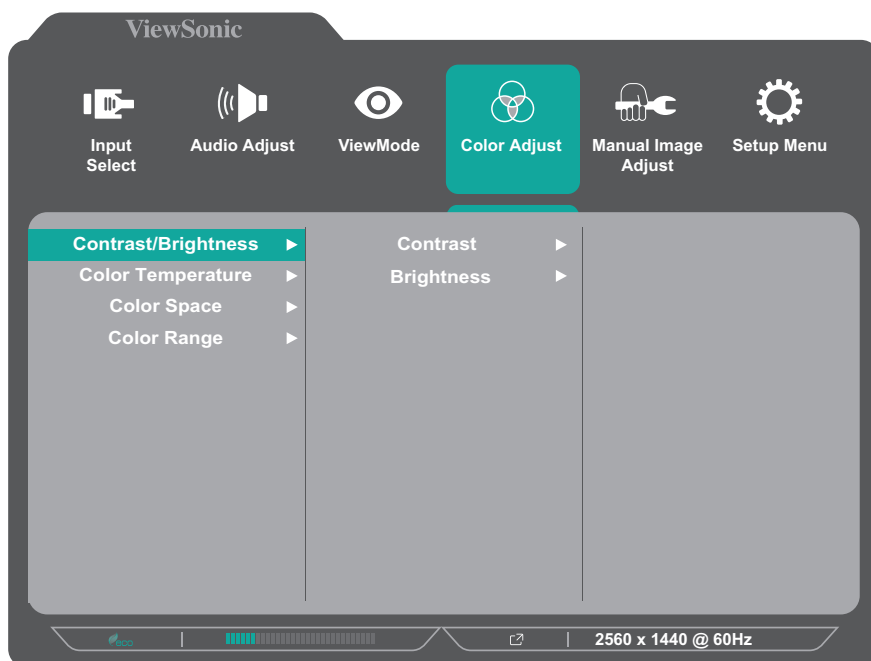 ViewSonic
Input
Select
Audio Adjust
ViewMode
Color Adjust
Manual Image
Adjust
Setup Menu
Contrast/Brightness
Color Temperature
Color Space
Color Range
Contrast
Brightness
eco
2560 x 1440 @ 60Hz